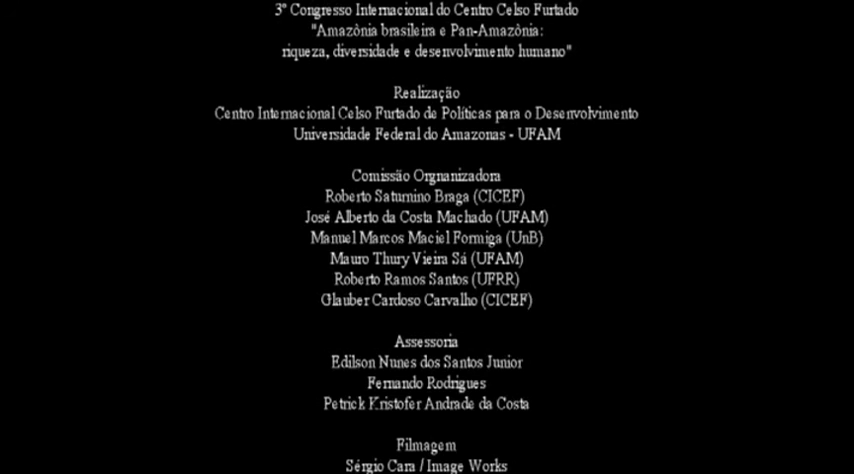 3º Congresso Internacional do Centro Celso Furtado
"Amazônia brasileira e Pan-Amazônia:
riqueza, diversidade e desenvolvimento humano"
Realização
Centro Internacional Celso Furtado de Políticas para o Desenvolvimento
Universidade Federal do Amazonas - UFAM
Comissão Orgnanizadora
Roberto Saturnino Braga (CICEF)
José Alberto da Costa Machado (UFAM)
Manuel Marcos Maciel Formiga (UnB)
Mauro Thury Vieira Sá (UFAM)
Roberto Ramos Santos (UFRR)
Glauber Cardoso Carvalho (CICEF)
Assessoria
Edilson Nunes dos Santos Junior
Fernando Rodrigues
Petrick Kristofer Andrade da Costa
Filmagem
Sérgio Cara / Image Works